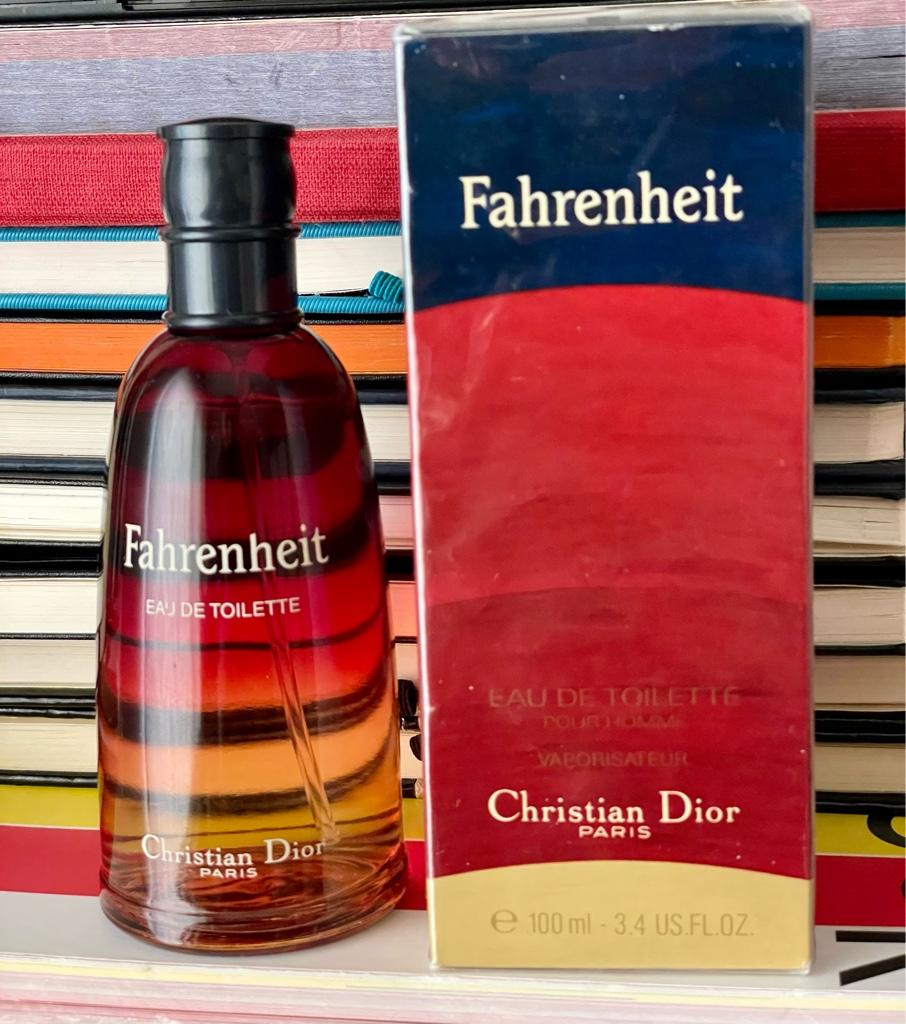 Fahrenheit
EAU DE TOILETTE
Christian Dior
PARIS
Fahrenheit
EAU DE TOILETTE
POUR HOMME
VAPORISATEUR
Christian Dior
PARIS
℮ 100 ml - 3.4 US.FL.OZ.